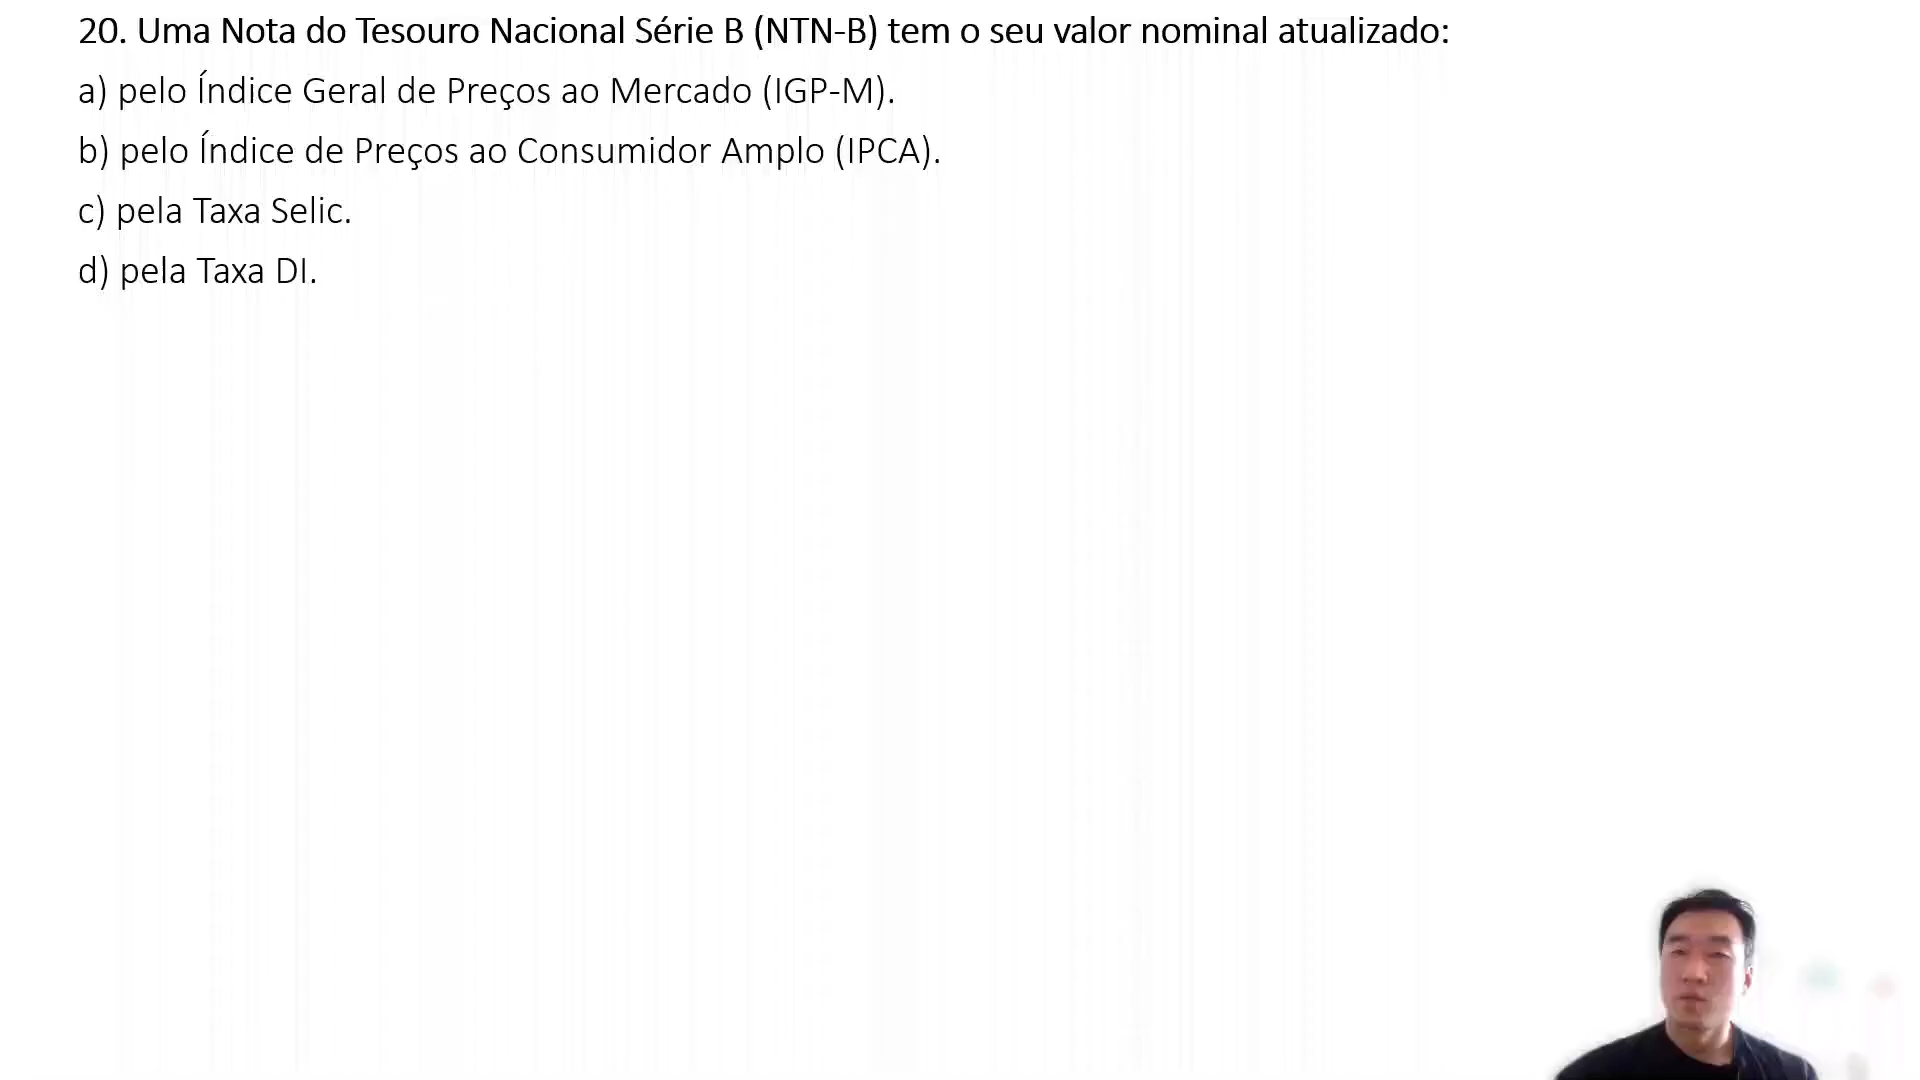 20. Uma Nota do Tesouro Nacional Série B (NTN-B) tem o seu valor nominal atualizado:
a) pelo Índice Geral de Preços ao Mercado (IGP-M).
b) pelo Índice de Preços ao Consumidor Amplo (IPCA).
c) pela Taxa Selic.
d) pela Taxa DI.